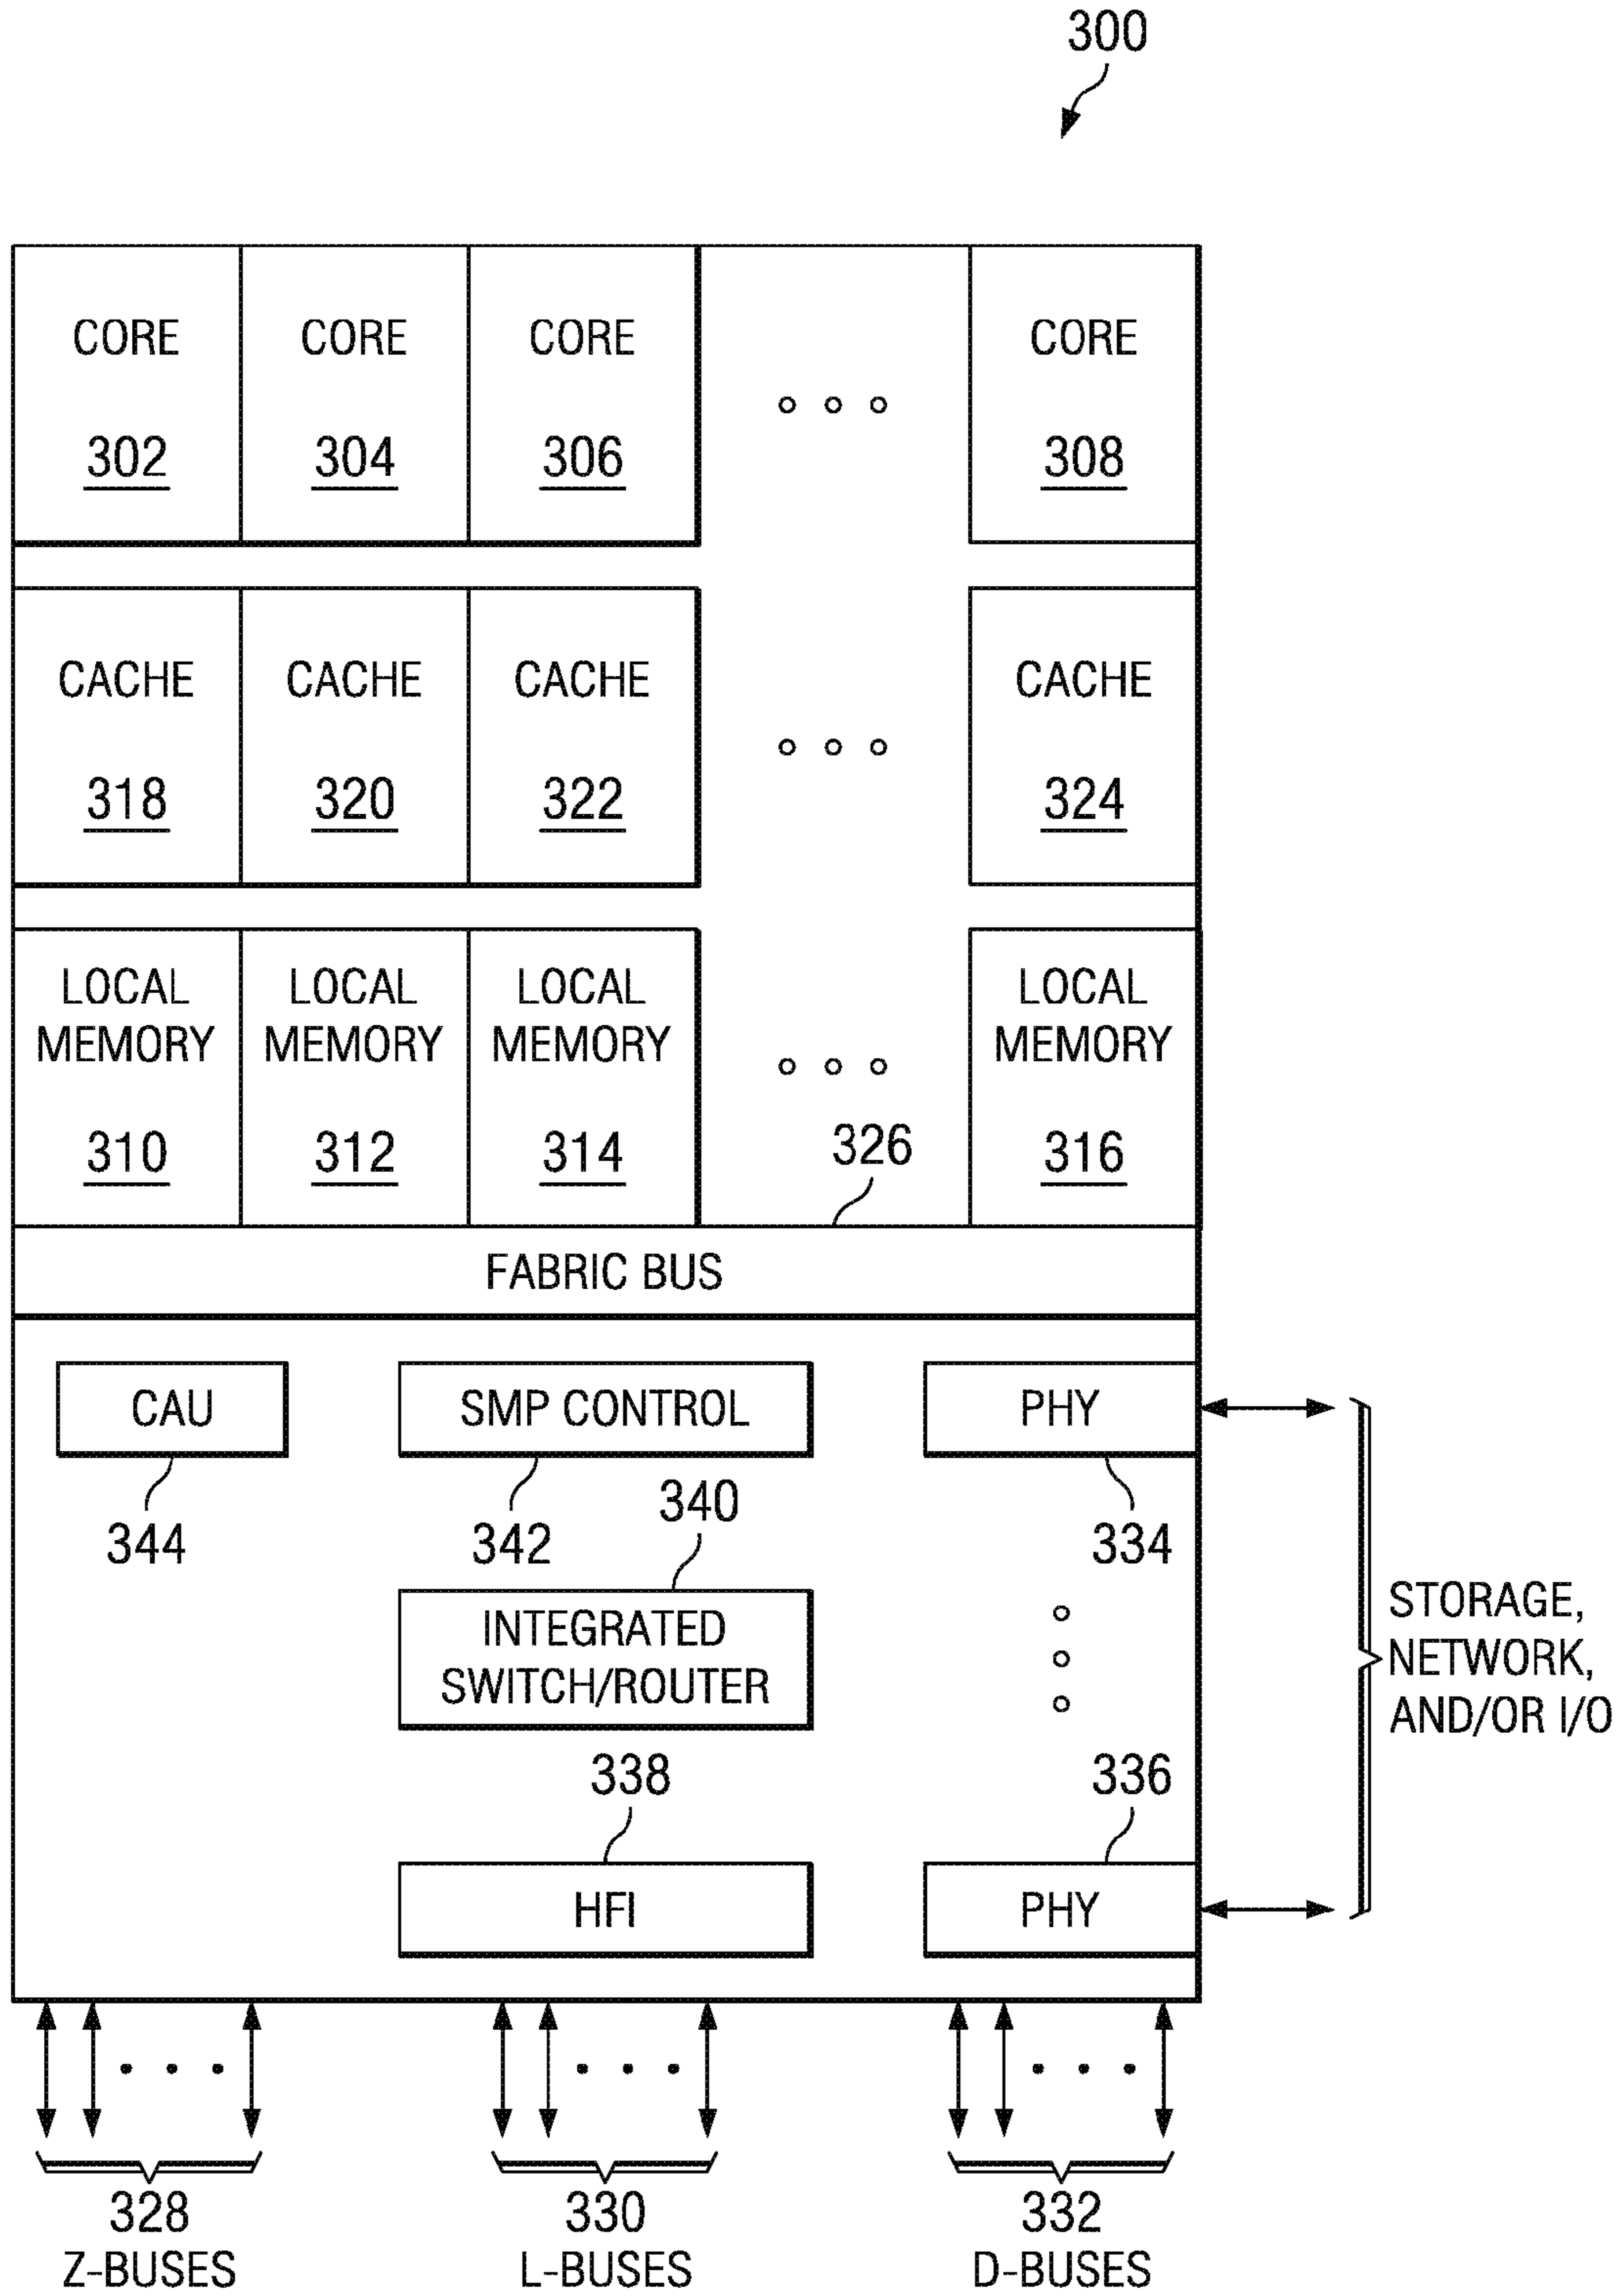 300
CORE CORE CORE CORE
302 304 306 308
CACHE CACHE CACHE CACHE
318 320 322 324
LOCAL LOCAL LOCAL LOCAL
MEMORY MEMORY MEMORY MEMORY
326
310 312 314 316
FABRIC BUS
CAU SMP CONTROL PHY
340
344 342 334
STORAGE,
INTEGRATED
NETWORK,
SWITCH/ROUTER
AND/OR I/O
338 336
HFI PHY
328 330 332
Z-BUSES L-BUSES D-BUSES